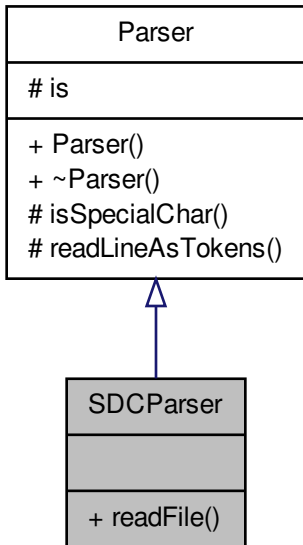 Parser
# is
+ Parser()
+ ~Parser()
# isSpecialChar()
# readLineAsTokens()
SDCParser
+ readFile()